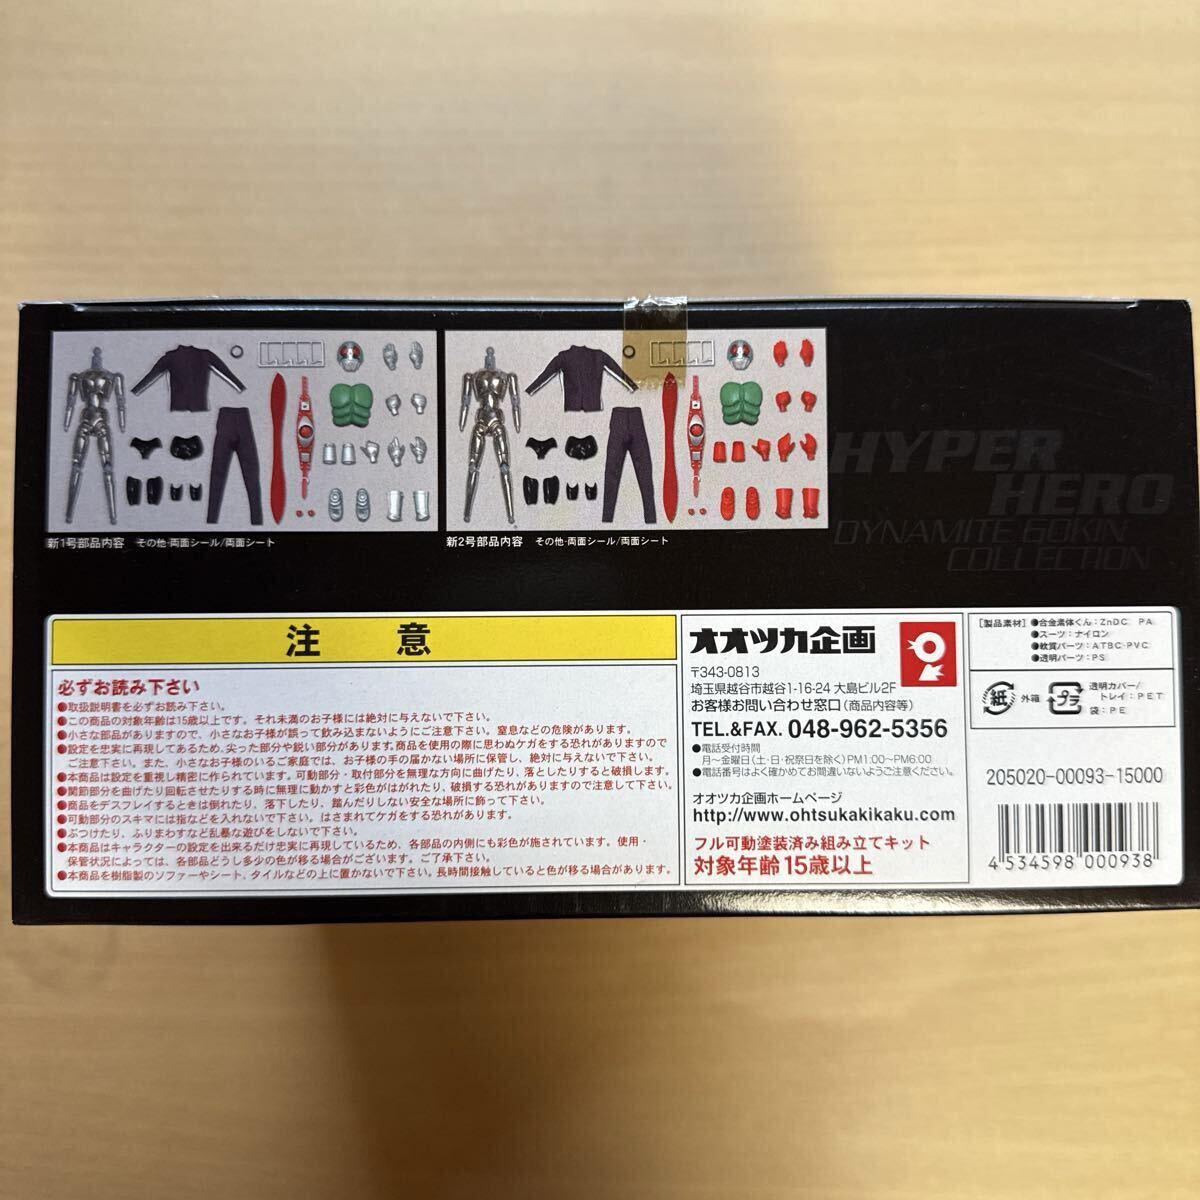 新1号部品内容 その他・両面シール/両面シート
新2号部品内容 その他・両面シール/両面シート
HYPER
HERO
DYNAMITE GOKIN
COLLECTION
注 意
必ずお読み下さい
●取扱説明書を必ずお読み下さい。
●この商品の対象年齢は15歳以上です。それ未満のお子様には絶対に与えないで下さい。
●小さな部品がありますので、小さなお子様が誤って飲み込まないようにご注意下さい。窒息などの危険があります。
●設定を忠実に再現してあるため、尖った部分や鋭い部分があります。商品を使用の際に思わぬケガをする恐れがありますので
ご注意下さい。また、小さなお子様のいるご家庭では、お子様の手の届かない場所に保管し、絶対に与えないで下さい。
●本商品は設定を重視し精密に作られています。可動部分・取付部分を無理な方向に曲げたり、落としたりすると破損します。
●関節部分を曲げたり回転させたりする時に無理に動かすと彩色がはがれたり、破損する恐れがありますので注意して下さい。
●商品をデスプレイするときは倒れたり、落下したり、踏んだりしない安全な場所に飾って下さい。
●可動部分のスキマには指などを入れないで下さい。はさまれてケガをする恐れがあります。
●ぶつけたり、ふりまわすなど乱暴な遊びをしないで下さい。
●本商品はキャラクターの設定を出来るだけ忠実に再現しているため、各部品の内側にも彩色が施されています。使用・
保管状況によっては、各部品どうし多少の色が移る場合がございます。ご了承下さい。
●本商品を樹脂製のソファーやシート、タイルなどの上に置かないで下さい。長時間接触していると色が移る場合があります。
オオツカ企画
〒343-0813
埼玉県越谷市越谷1-16-24 大島ビル2F
お客様お問い合わせ窓口(商品内容等)
TEL.&FAX. 048-962-5356
●電話受付時間
月～金曜日(土・日・祝祭日を除く)PM1:00～PM6:00
●電話番号はよく確かめてお間違いないようご注意ください。
オオツカ企画ホームページ
http://www.ohtsukakikaku.com
フル可動塗装済み組み立てキット
対象年齢15歳以上
[製品素材] ●合金素体くん:ZnDC PA
●スーツ:ナイロン
●軟質パーツ:ATBC-PVC
●透明パーツ:PS
紙 外箱 プラ 透明カバー/
トレイ:PET
袋:PE
205020-00093-15000
4 534598 000938